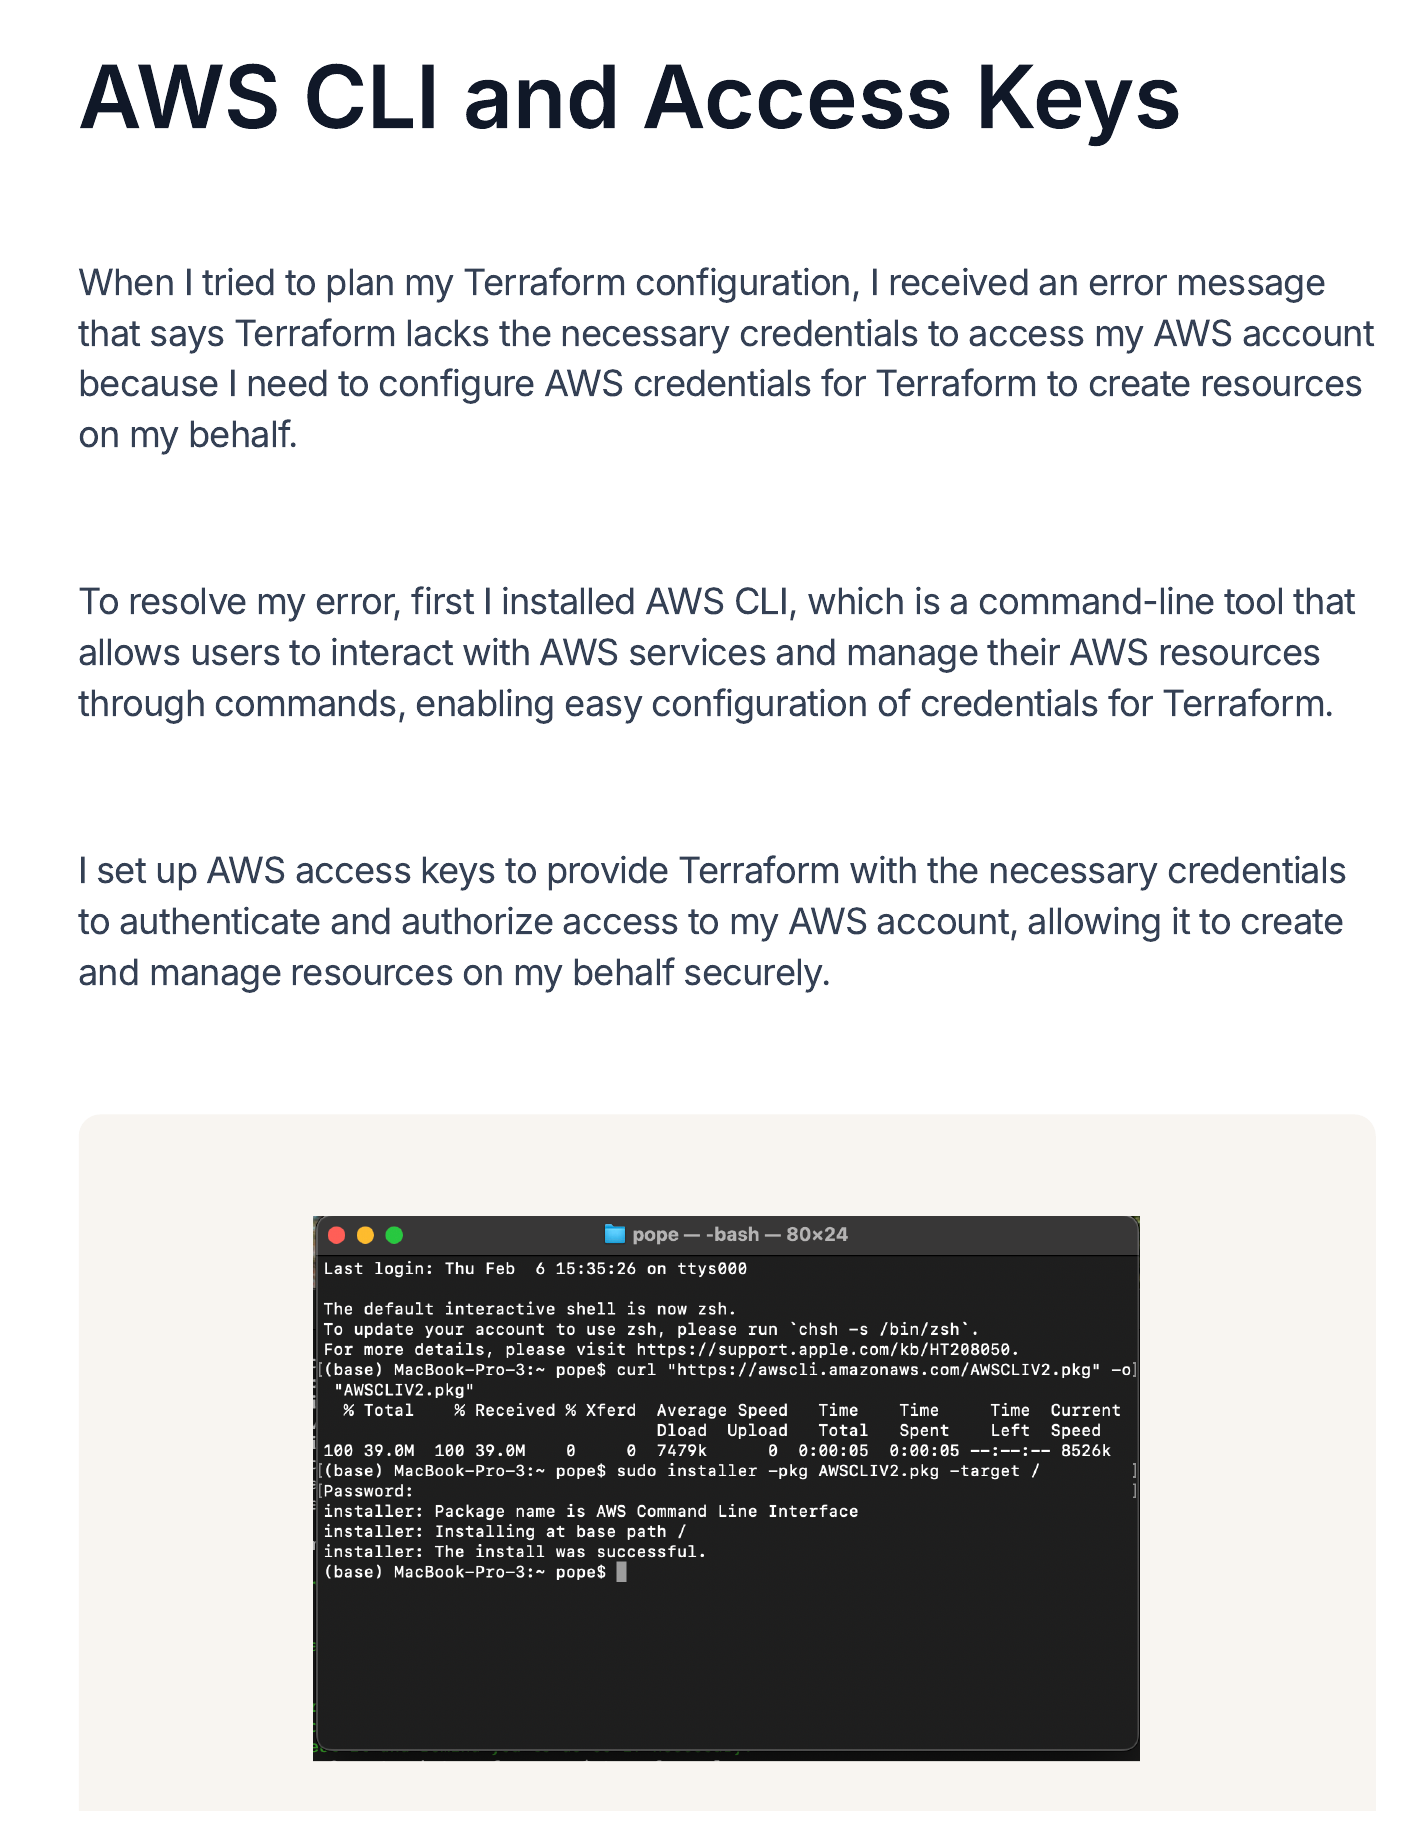 AWS CLI and Access Keys
When I tried to plan my Terraform configuration, I received an error message
that says Terraform lacks the necessary credentials to access my AWS account
because I need to configure AWS credentials for Terraform to create resources
on my behalf.
To resolve my error, first I installed AWS CLI, which is a command-line tool that
allows users to interact with AWS services and manage their AWS resources
through commands, enabling easy configuration of credentials for Terraform.
I set up AWS access keys to provide Terraform with the necessary credentials
to authenticate and authorize access to my AWS account, allowing it to create
and manage resources on my behalf securely.
pope — -bash — 80×24
Last login: Thu Feb  6 15:35:26 on ttys000
The default interactive shell is now zsh.
To update your account to use zsh, please run `chsh -s /bin/zsh`.
For more details, please visit https://support.apple.com/kb/HT208050.
[(base) MacBook-Pro-3:~ pope$ curl "https://awscli.amazonaws.com/AWSCLIV2.pkg" -o]
 "AWSCLIV2.pkg"
  % Total    % Received % Xferd  Average Speed   Time    Time     Time  Current
                                 Dload  Upload   Total   Spent    Left  Speed
100 39.0M  100 39.0M    0     0  7479k      0  0:00:05  0:00:05 --:--:-- 8526k
[(base) MacBook-Pro-3:~ pope$ sudo installer -pkg AWSCLIV2.pkg -target /         ]
[Password:                                                                       ]
installer: Package name is AWS Command Line Interface
installer: Installing at base path /
installer: The install was successful.
(base) MacBook-Pro-3:~ pope$